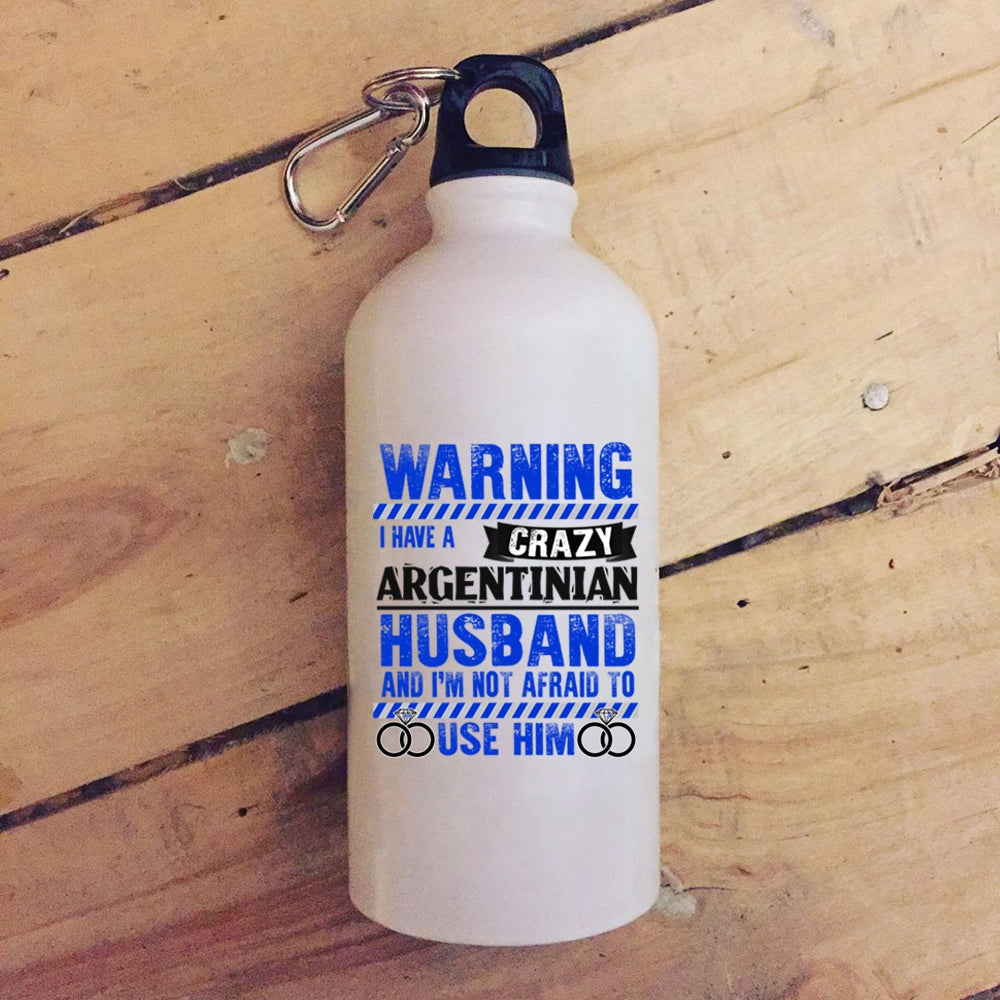 WARNING
I HAVE A CRAZY
ARGENTINIAN
HUSBAND
AND I'M NOT AFRAID TO
USE HIM